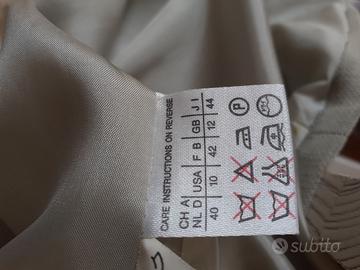 CARE INSTRUCTIONS ON REVERSE
CH A
NL D USA F B GB J I
40 10 42 12 44
P
subito